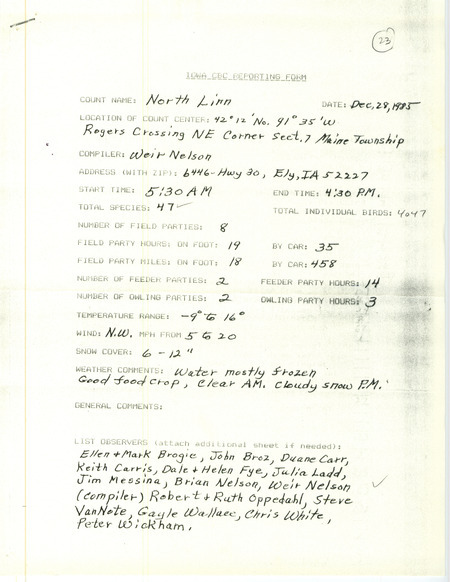 23
IOWA CBC REPORTING FORM
COUNT NAME: North Linn DATE: Dec, 28, 1985
LOCATION OF COUNT CENTER: 42° 12' No. 91° 35' W
Rogers Crossing NE Corner Sect. 7 Maine Township
COMPILER: Weir Nelson
ADDRESS (WITH ZIP): 6446-Hwy 30, Ely, IA 52227
START TIME: 5:30 AM END TIME: 4:30 P.M.
TOTAL SPECIES: 47 ✓ TOTAL INDIVIDUAL BIRDS: 4047
NUMBER OF FIELD PARTIES: 8
FIELD PARTY HOURS: ON FOOT: 19 BY CAR: 35
FIELD PARTY MILES: ON FOOT: 18 BY CAR: 458
NUMBER OF FEEDER PARTIES: 2 FEEDER PARTY HOURS: 14
NUMBER OF OWLING PARTIES: 2 OWLING PARTY HOURS: 3
TEMPERATURE RANGE: -9° to 16°
WIND: N.W. MPH FROM 5 to 20
SNOW COVER: 6 - 12"
WEATHER COMMENTS: Water mostly frozen
Good food crop, Clear AM. Cloudy snow P.M.
GENERAL COMMENTS:
LIST OBSERVERS (attach additional sheet if needed):
Ellen + Mark Brogie, John Broz, Duane Carr,
Keith Carris, Dale + Helen Fye, Julia Ladd,
Jim Messina, Brian Nelson, Weir Nelson
(compiler) Robert + Ruth Oppedahl, Steve ✓
VanNote, Gayle Wallace, Chris White,
Peter Wickham.